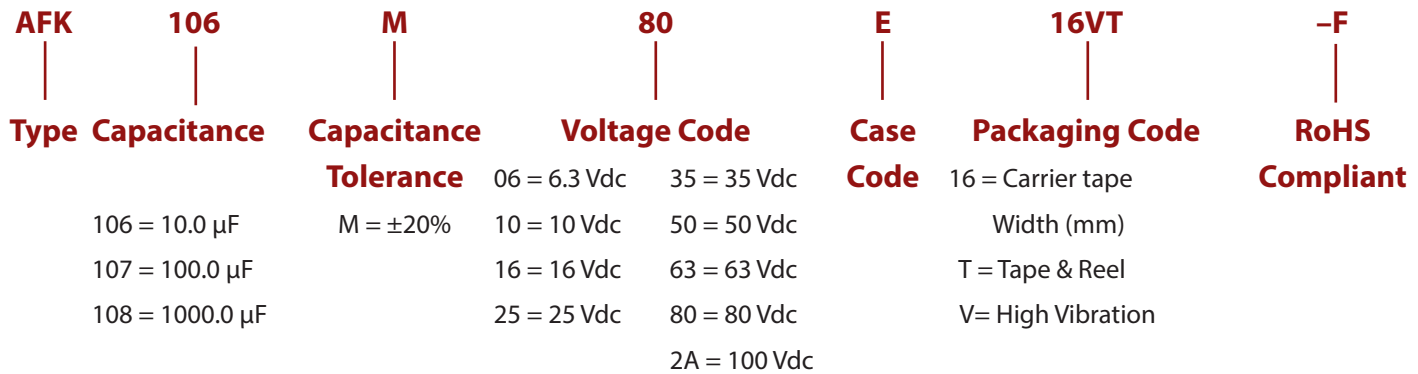 AFK 106 M 80 E 16VT –F
Type Capacitance Capacitance Tolerance Voltage Code Case Code Packaging Code RoHS Compliant
106 = 10.0 µF
107 = 100.0 µF
108 = 1000.0 µF
M = ±20%
06 = 6.3 Vdc
10 = 10 Vdc
16 = 16 Vdc
25 = 25 Vdc
35 = 35 Vdc
50 = 50 Vdc
63 = 63 Vdc
80 = 80 Vdc
2A = 100 Vdc
16 = Carrier tape
Width (mm)
T = Tape & Reel
V= High Vibration